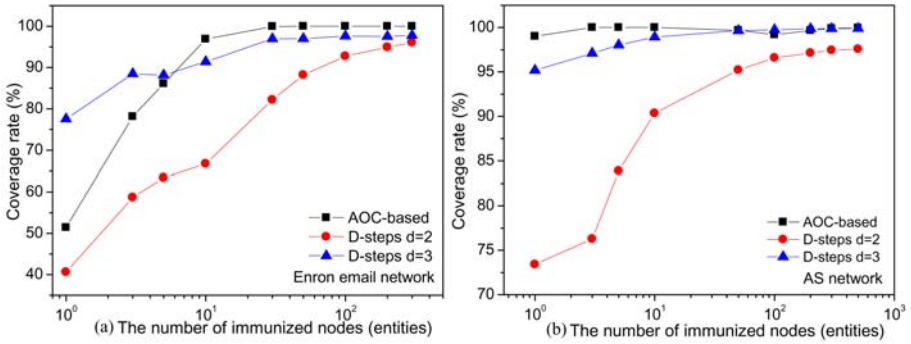 Coverage rate (%)
100
90
80
70
60
50
40
AOC-based
D-steps d=2
D-steps d=3
Enron email network
10^0
10^1
10^2
(a) The number of immunized nodes (entities)
Coverage rate (%)
100
95
90
85
80
75
70
AOC-based
D-steps d=2
D-steps d=3
AS network
10^0
10^1
10^2
10^3
(b) The number of immunized nodes (entities)